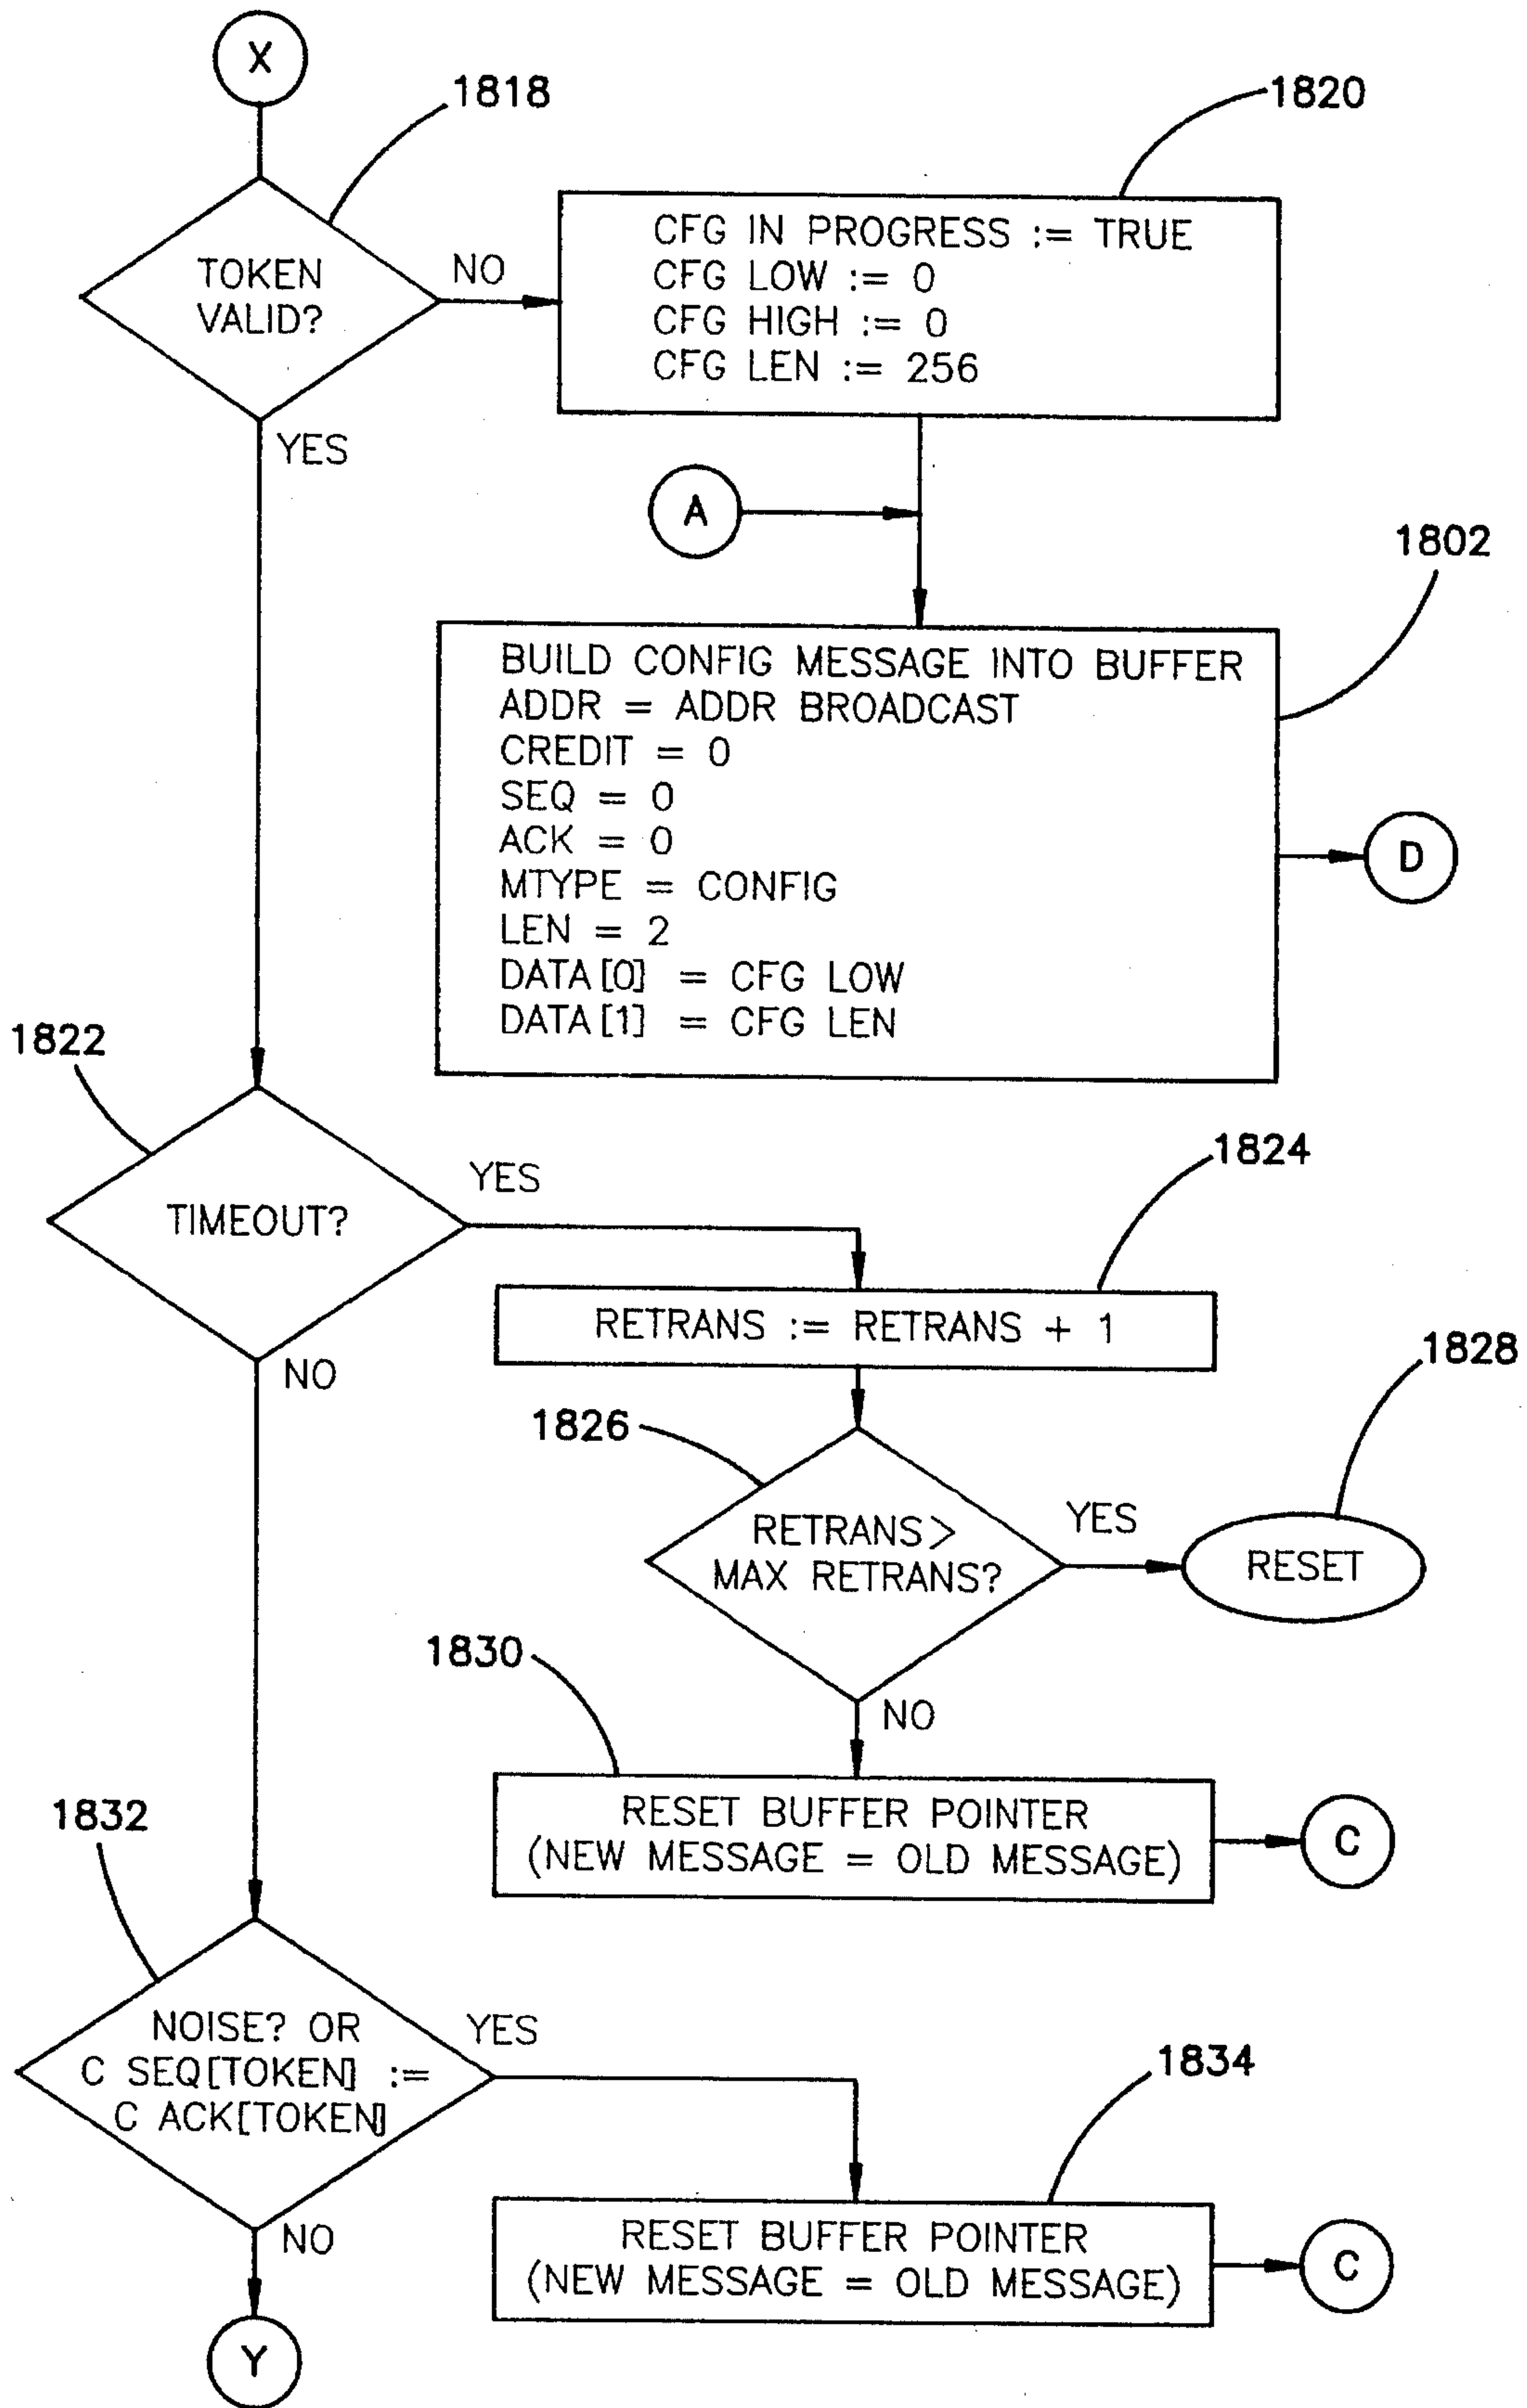 X
1818
1820
TOKEN
VALID?
NO
CFG IN PROGRESS := TRUE
CFG LOW := 0
CFG HIGH := 0
CFG LEN := 256
YES
A
1802
BUILD CONFIG MESSAGE INTO BUFFER
ADDR = ADDR BROADCAST
CREDIT = 0
SEQ = 0
ACK = 0
MTYPE = CONFIG
LEN = 2
DATA[0] = CFG LOW
DATA[1] = CFG LEN
D
1822
TIMEOUT?
YES
1824
RETRANS := RETRANS + 1
NO
1826
1828
RETRANS>
MAX RETRANS?
YES
RESET
1830
NO
RESET BUFFER POINTER
(NEW MESSAGE = OLD MESSAGE)
C
1832
NOISE? OR
C SEQ[TOKEN] :=
C ACK[TOKEN]
YES
1834
NO
RESET BUFFER POINTER
(NEW MESSAGE = OLD MESSAGE)
C
Y